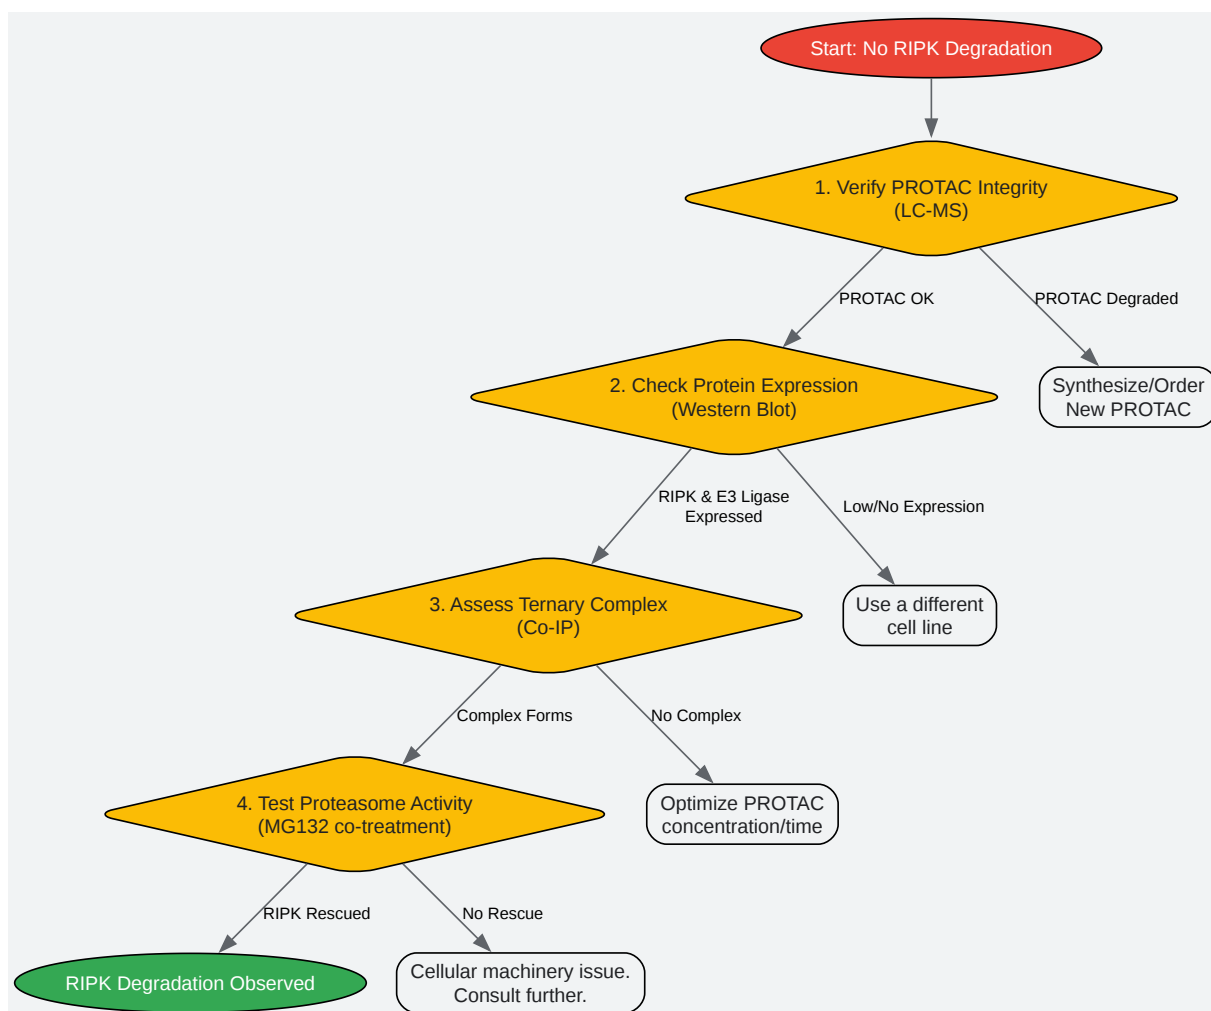 Start: No RIPK Degradation
1. Verify PROTAC Integrity
(LC-MS)
PROTAC OK
PROTAC Degraded
2. Check Protein Expression
(Western Blot)
Synthesize/Order
New PROTAC
RIPK & E3 Ligase
Expressed
Low/No Expression
3. Assess Ternary Complex
(Co-IP)
Use a different
cell line
Complex Forms
No Complex
4. Test Proteasome Activity
(MG132 co-treatment)
Optimize PROTAC
concentration/time
RIPK Rescued
No Rescue
RIPK Degradation Observed
Cellular machinery issue.
Consult further.